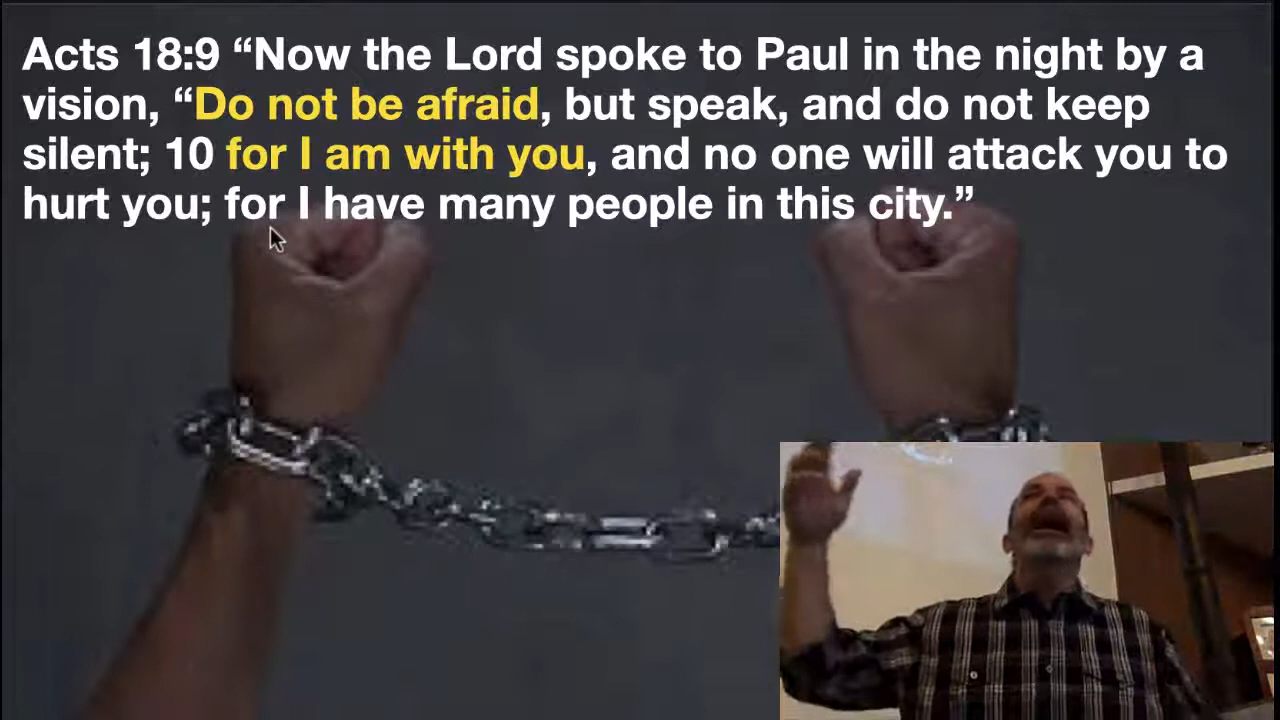 Acts 18:9 “Now the Lord spoke to Paul in the night by a
vision, “Do not be afraid, but speak, and do not keep
silent; 10 for I am with you, and no one will attack you to
hurt you; for I have many people in this city.”